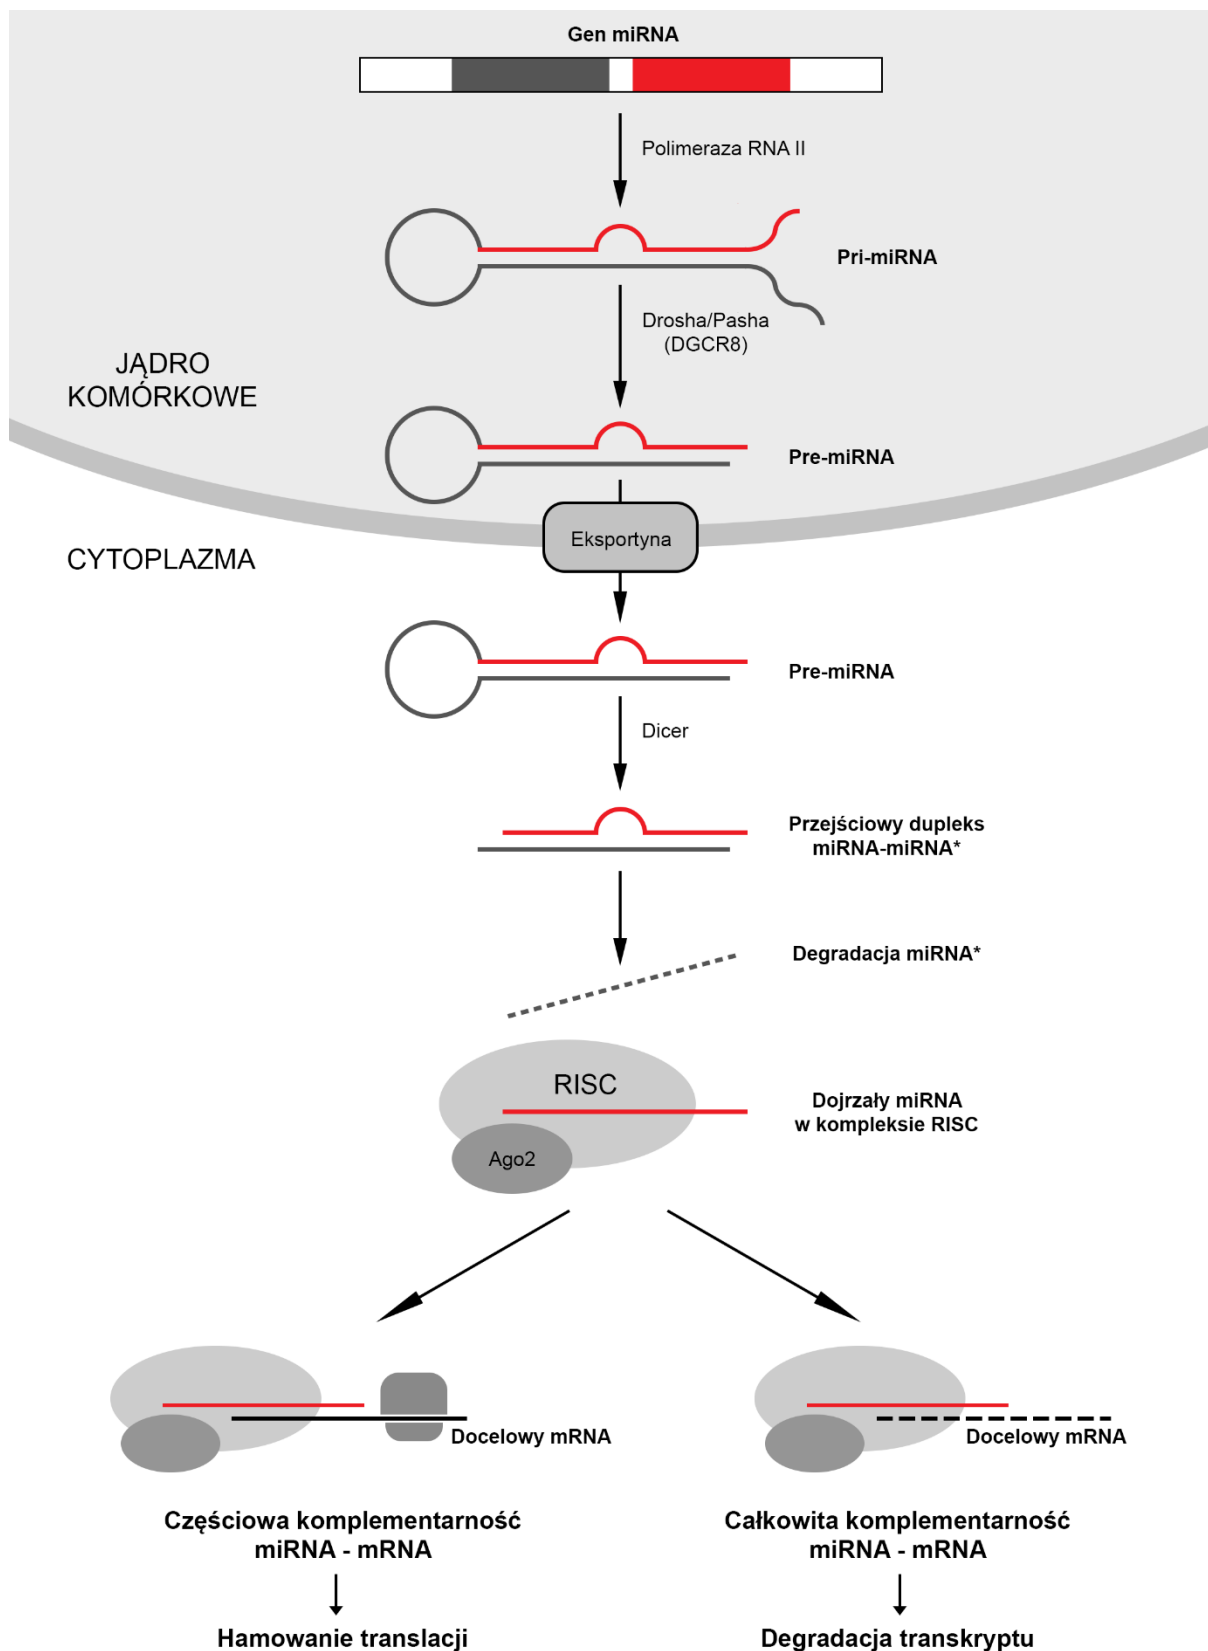 Gen miRNA
Polimeraza RNA II
Pri-miRNA
Drosha/Pasha
(DGCR8)
JĄDRO
KOMÓRKOWE
Pre-miRNA
Eksportyna
CYTOPLAZMA
Pre-miRNA
Dicer
Przejściowy dupleks
miRNA-miRNA*
Degradacja miRNA*
RISC
Dojrzały miRNA
w kompleksie RISC
Ago2
Docelowy mRNA
Docelowy mRNA
Częściowa komplementarność
miRNA - mRNA
Całkowita komplementarność
miRNA - mRNA
Hamowanie translacji
Degradacja transkryptu